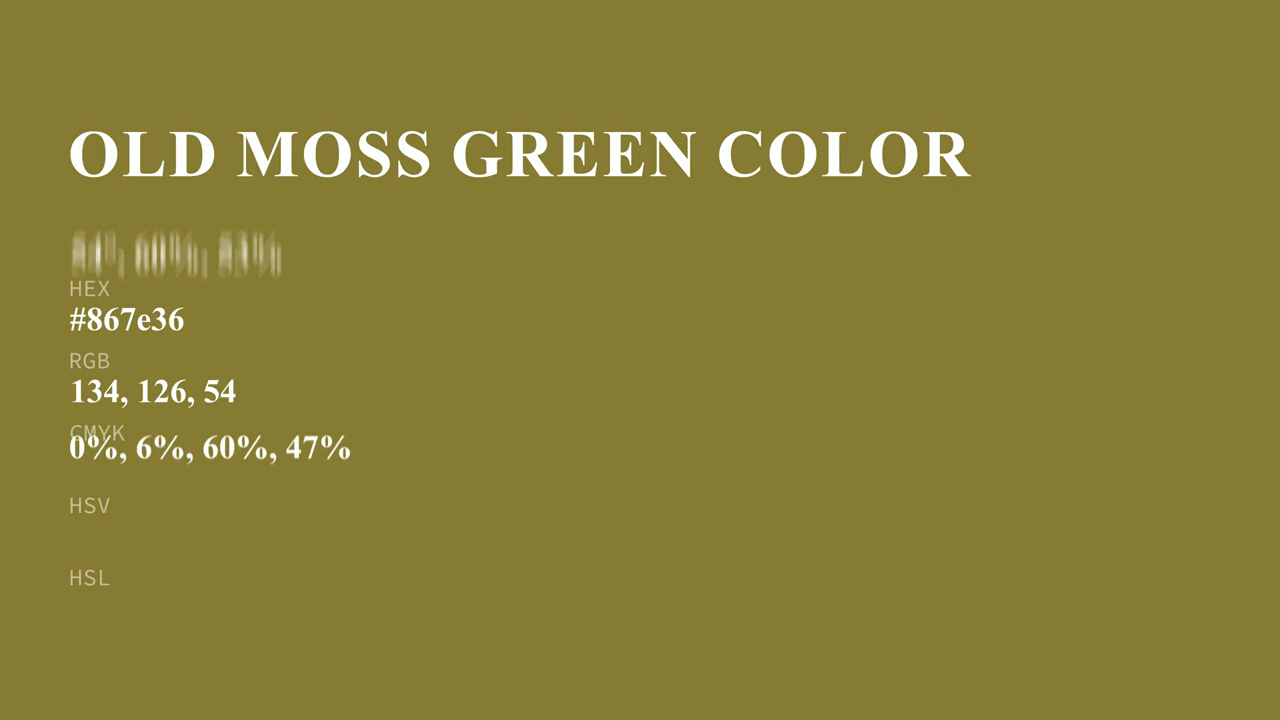 OLD MOSS GREEN COLOR
HEX
#867e36
RGB
134, 126, 54
CMYK
0%, 6%, 60%, 47%
HSV
HSL